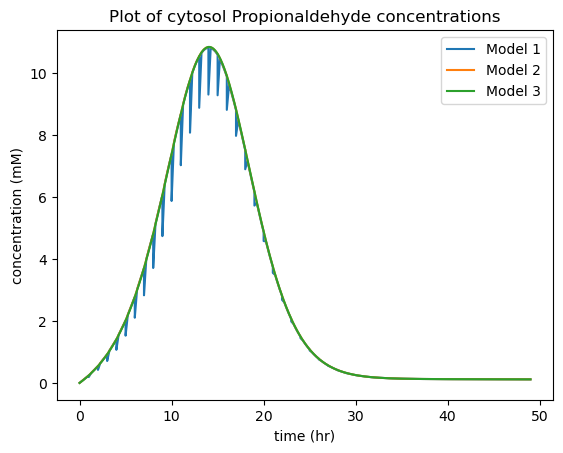 Plot of cytosol Propionaldehyde concentrations
Model 1
Model 2
Model 3
concentration (mM)
10
8
6
4
2
0
0 10 20 30 40 50
time (hr)